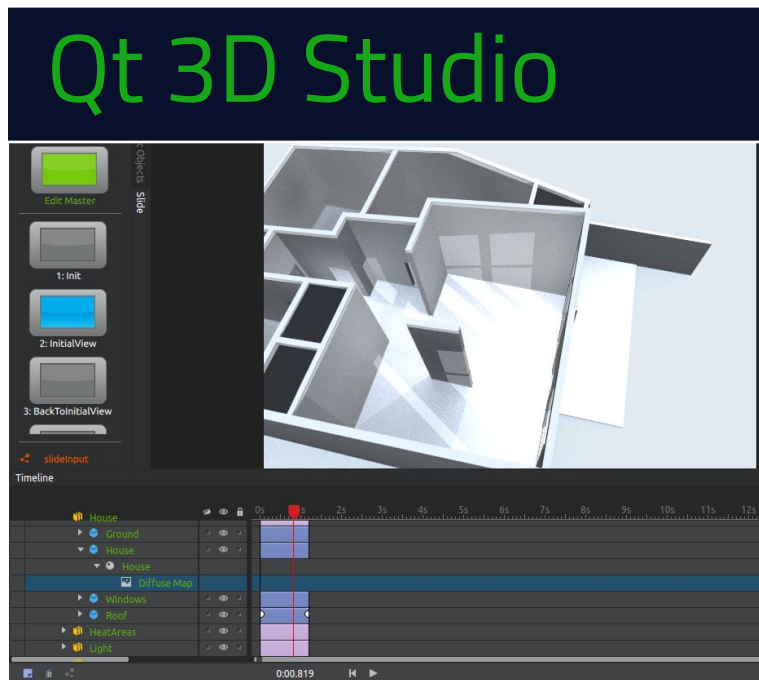 Qt 3D Studio
Edit Master
1: Init
2: InitialView
3: BackToInitialView
slideInput
Objects
Slide
Timeline
0s 2s 3s 4s 5s 6s 7s 8s 9s 10s 11s 12s
House
Ground
House
House
Diffuse Map
Windows
Roof
HeatAreas
Light
0:00.819